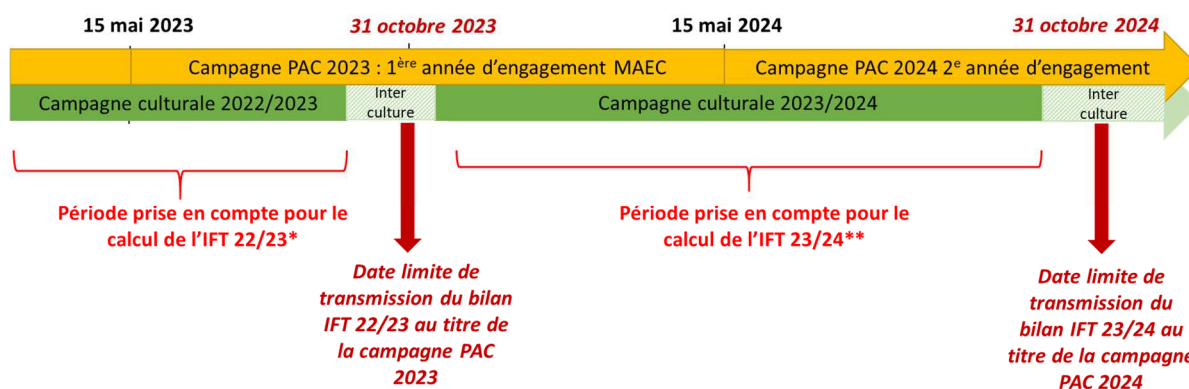 15 mai 2023
31 octobre 2023
15 mai 2024
31 octobre 2024
Campagne PAC 2023 : 1ère année d’engagement MAEC
Campagne PAC 2024 2e année d’engagement
Campagne culturale 2022/2023
Inter
culture
Campagne culturale 2023/2024
Inter
culture
Période prise en compte pour le
calcul de l’IFT 22/23*
Période prise en compte pour le
calcul de l’IFT 23/24**
Date limite de
transmission du bilan
IFT 22/23 au titre de
la campagne PAC
2023
Date limite de
transmission du
bilan IFT 23/24 au
titre de la campagne
PAC 2024